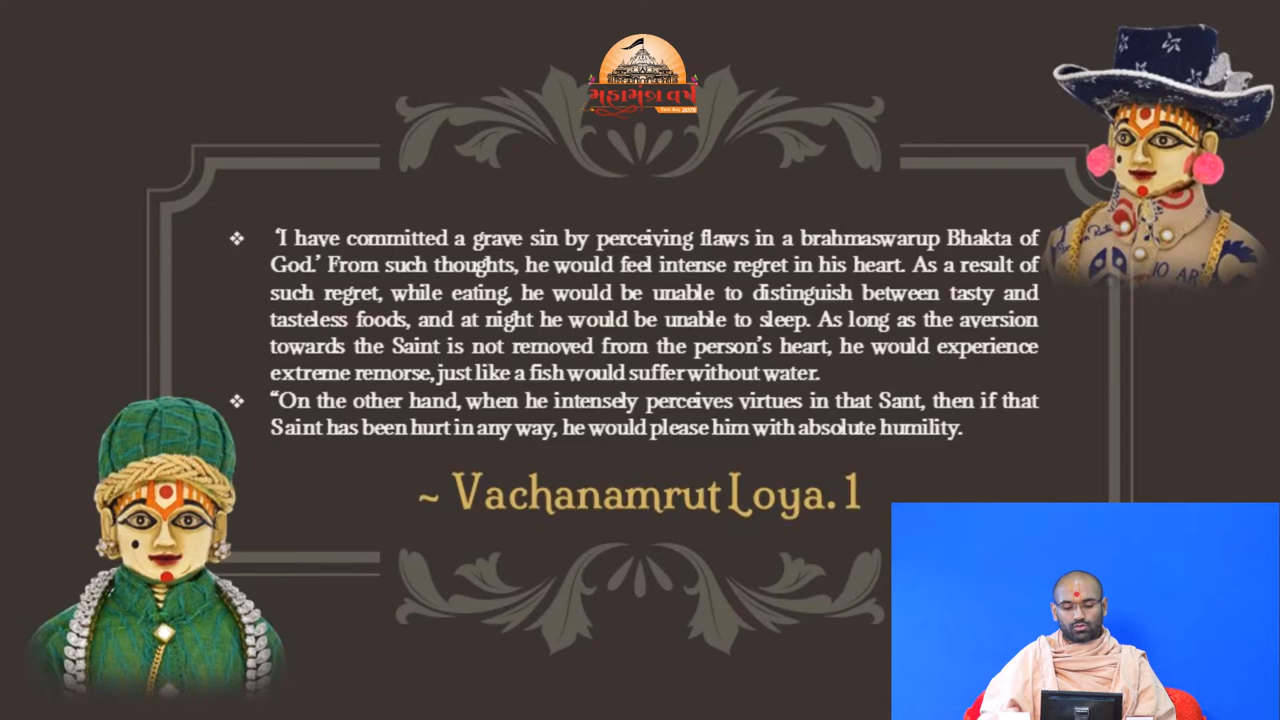 મહામંત્ર વર્ષ
❖ ‘I have committed a grave sin by perceiving flaws in a brahmaswarup Bhakta of
God.’ From such thoughts, he would feel intense regret in his heart. As a result of
such regret, while eating, he would be unable to distinguish between tasty and
tasteless foods, and at night he would be unable to sleep. As long as the aversion
towards the Saint is not removed from the person’s heart, he would experience
extreme remorse, just like a fish would suffer without water.
❖ “On the other hand, when he intensely perceives virtues in that Sant, then if that
Saint has been hurt in any way, he would please him with absolute humility.
~ Vachanamrut Loya. 1